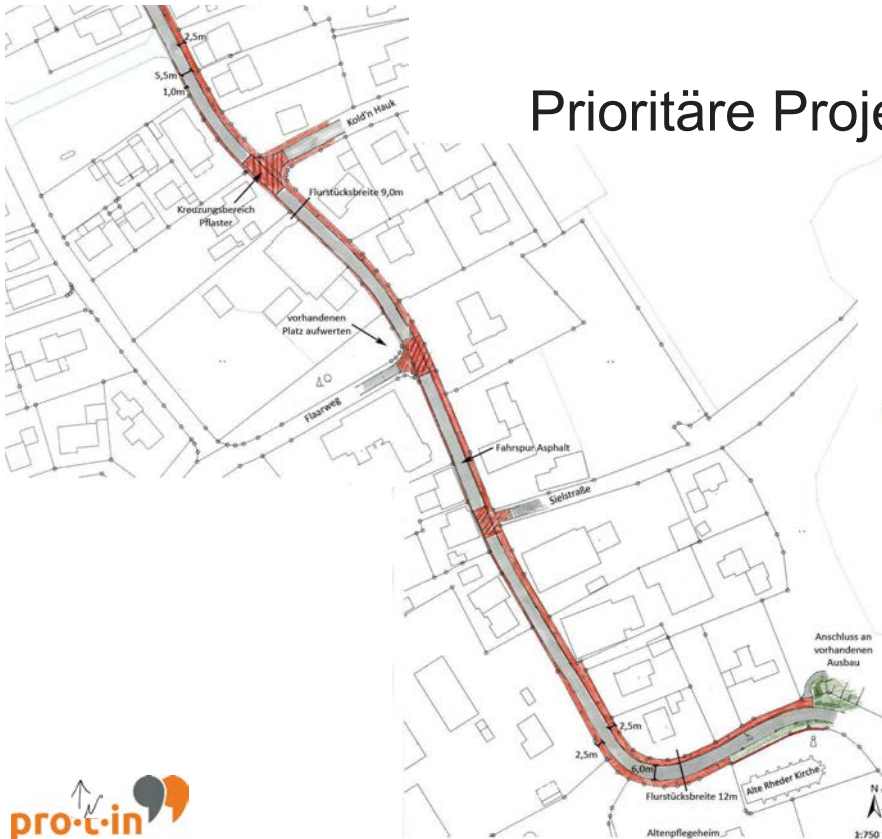 Prioritäre Proje
2,5m
5,5m
1,0m
Kold'n Hauk
Flurstücksbreite 9,0m
Kreuzungsbereich
Pflaster
vorhandenen
Platz aufwerten
Flaarweg
Fahrspur Asphalt
Sielstraße
Anschluss an
vorhandenen
Ausbau
2,5m
2,5m
6,0m
Flurstücksbreite 12m
Alte Rheder Kirche
Altenpflegeheim
N
1:750
N
pro-t-in